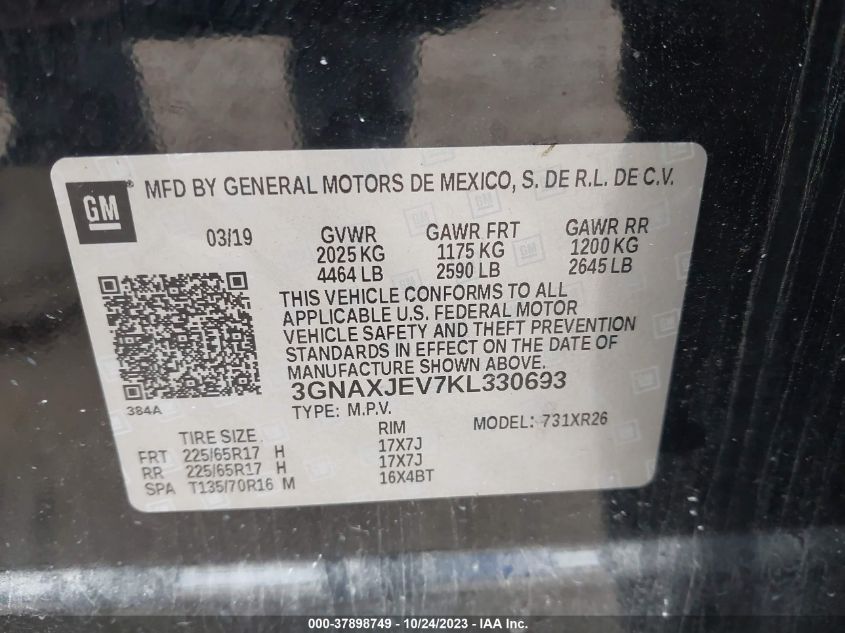 GM
MFD BY GENERAL MOTORS DE MEXICO, S. DE R.L. DE C.V.
03/19 GVWR GAWR FRT GAWR RR
2025 KG 1175 KG 1200 KG
4464 LB 2590 LB 2645 LB
THIS VEHICLE CONFORMS TO ALL
APPLICABLE U.S. FEDERAL MOTOR
VEHICLE SAFETY AND THEFT PREVENTION
STANDARDS IN EFFECT ON THE DATE OF
MANUFACTURE SHOWN ABOVE.
3GNAXJEV7KL330693
384A
TYPE: M.P.V. MODEL: 731XR26
TIRE SIZE RIM
FRT 225/65R17 H 17X7J
RR 225/65R17 H 17X7J
SPA T135/70R16 M 16X4BT
000-37898749 - 10/24/2023 - IAA Inc.